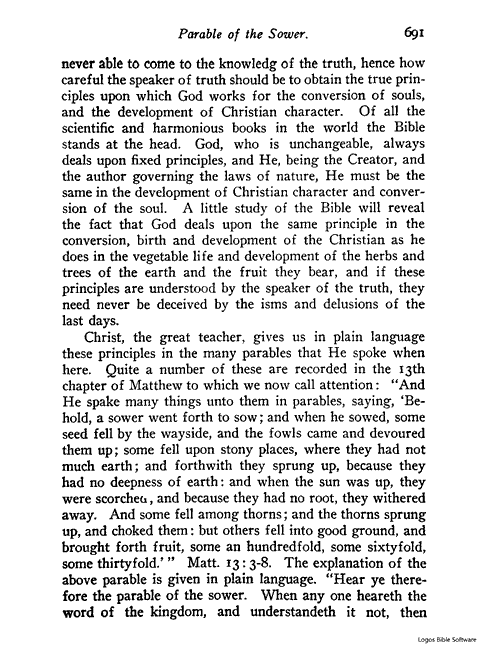 Parable of the Sower. 691
never able to come to the knowledg of the truth, hence how
careful the speaker of truth should be to obtain the true prin-
ciples upon which God works for the conversion of souls,
and the development of Christian character. Of all the
scientific and harmonious books in the world the Bible
stands at the head. God, who is unchangeable, always
deals upon fixed principles, and He, being the Creator, and
the author governing the laws of nature, He must be the
same in the development of Christian character and conver-
sion of the soul. A little study of the Bible will reveal
the fact that God deals upon the same principle in the
conversion, birth and development of the Christian as he
does in the vegetable life and development of the herbs and
trees of the earth and the fruit they bear, and if these
principles are understood by the speaker of the truth, they
need never be deceived by the isms and delusions of the
last days.
Christ, the great teacher, gives us in plain language
these principles in the many parables that He spoke when
here. Quite a number of these are recorded in the 13th
chapter of Matthew to which we now call attention: "And
He spake many things unto them in parables, saying, 'Be-
hold, a sower went forth to sow; and when he sowed, some
seed fell by the wayside, and the fowls came and devoured
them up; some fell upon stony places, where they had not
much earth; and forthwith they sprung up, because they
had no deepness of earth: and when the sun was up, they
were scorched, and because they had no root, they withered
away. And some fell among thorns; and the thorns sprung
up, and choked them: but others fell into good ground, and
brought forth fruit, some an hundredfold, some sixtyfold,
some thirtyfold.'" Matt. 13:3-8. The explanation of the
above parable is given in plain language. "Hear ye there-
fore the parable of the sower. When any one heareth the
word of the kingdom, and understandeth it not, then
Logos Bible Software